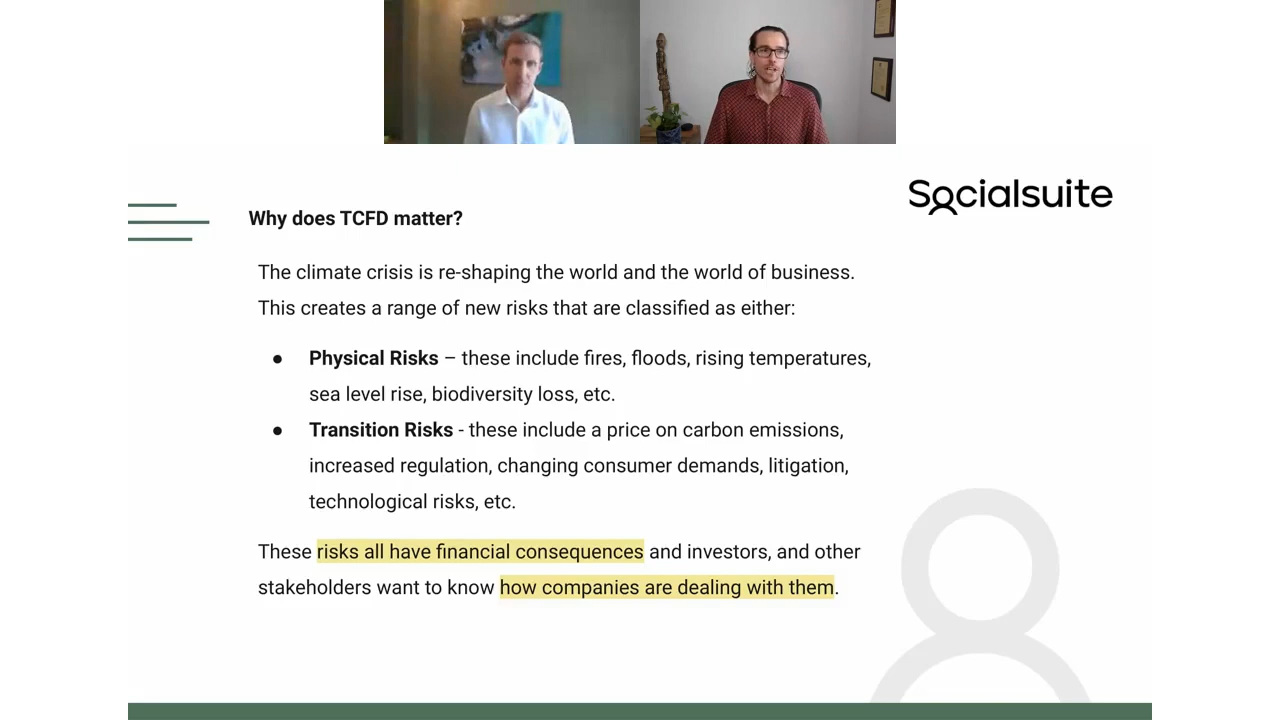 Socialsuite
Why does TCFD matter?
The climate crisis is re-shaping the world and the world of business.
This creates a range of new risks that are classified as either:
● Physical Risks – these include fires, floods, rising temperatures,
sea level rise, biodiversity loss, etc.
● Transition Risks - these include a price on carbon emissions,
increased regulation, changing consumer demands, litigation,
technological risks, etc.
These risks all have financial consequences and investors, and other
stakeholders want to know how companies are dealing with them.